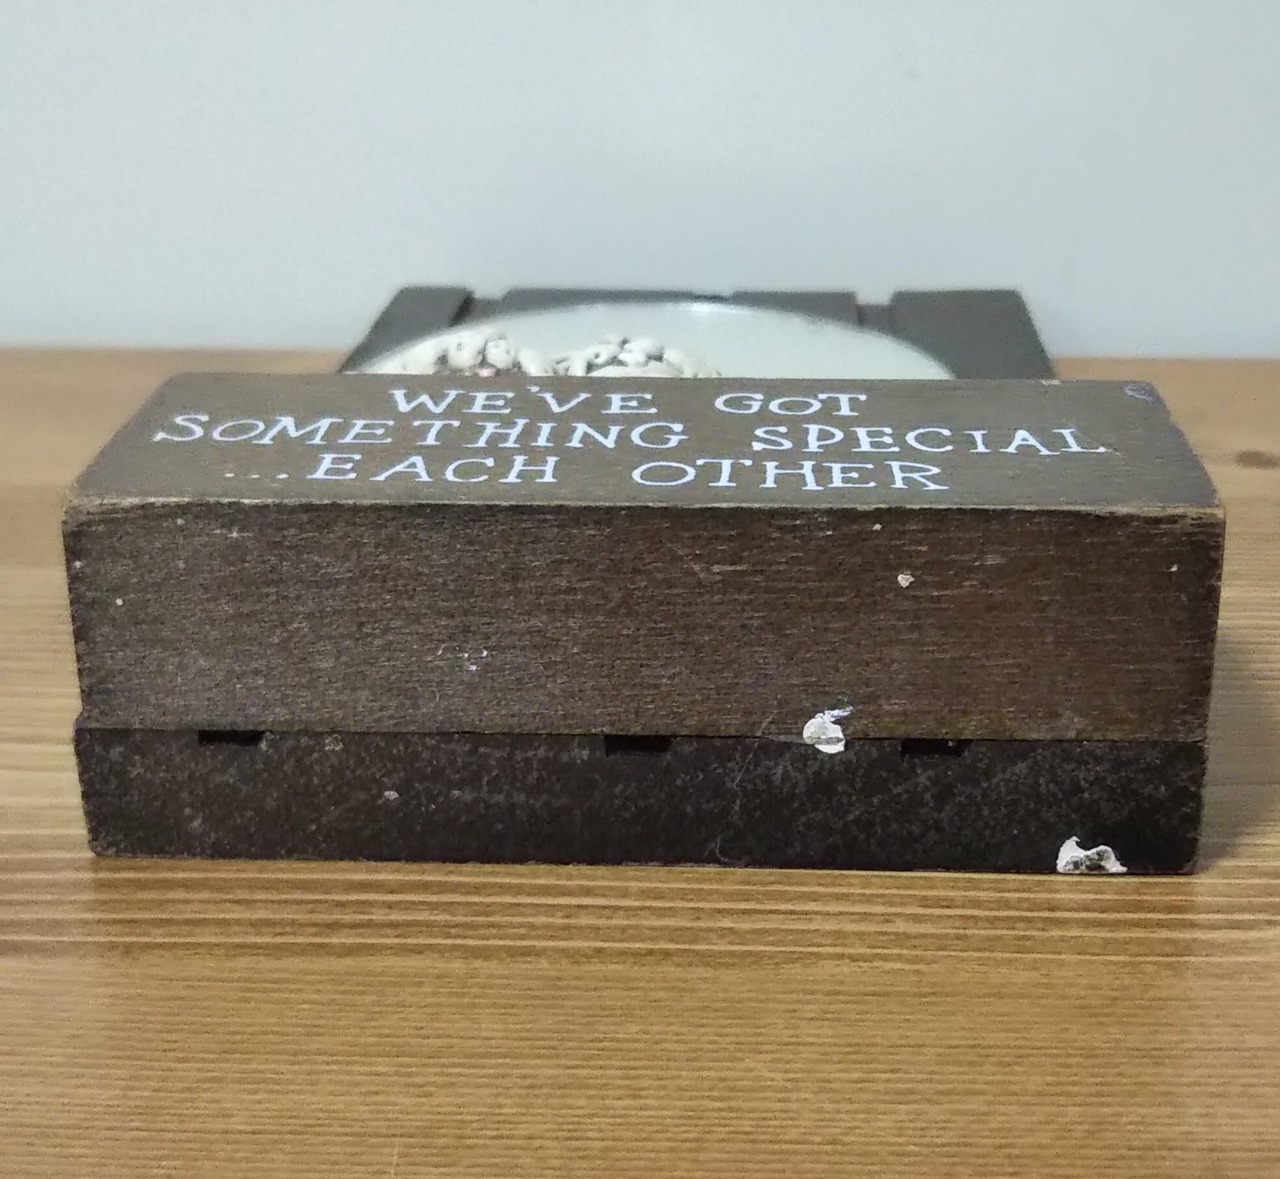 WE'VE GOT
SOMETHING SPECIAL
...EACH OTHER